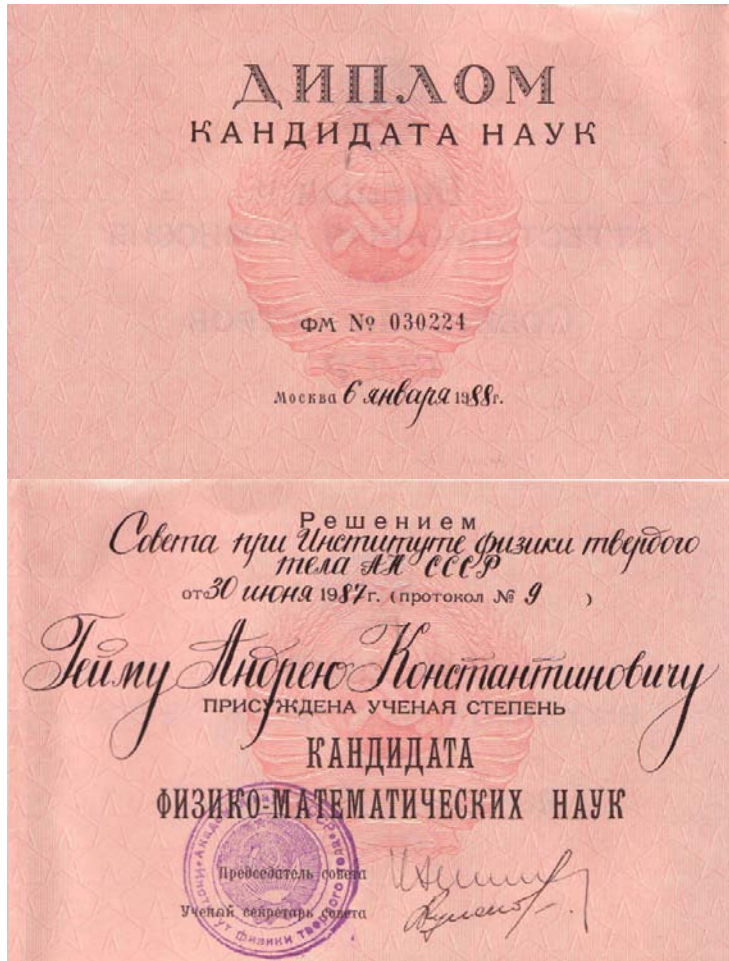 ДИПЛОМ
КАНДИДАТА НАУК
ФМ № 030224
Москва 6 января 1988 г.
Решением
Совета при Институте физики твердого
тела АН СССР
от 30 июня 1987 г. (протокол № 9 )
Гейму Андрею Константиновичу
ПРИСУЖДЕНА УЧЕНАЯ СТЕПЕНЬ
КАНДИДАТА
ФИЗИКО-МАТЕМАТИЧЕСКИХ НАУК
Председатель совета
Ученый секретарь совета